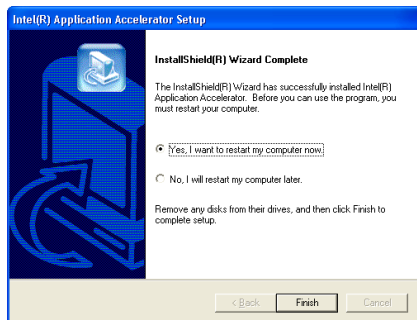 Intel(R) Application Accelerator Setup
InstallShield(R) Wizard Complete
The InstallShield(R) Wizard has successfully installed Intel(R)
Application Accelerator. Before you can use the program, you
must restart your computer.
Yes, I want to restart my computer now.
No, I will restart my computer later.
Remove any disks from their drives, and then click Finish to
complete setup.
< Back Finish Cancel